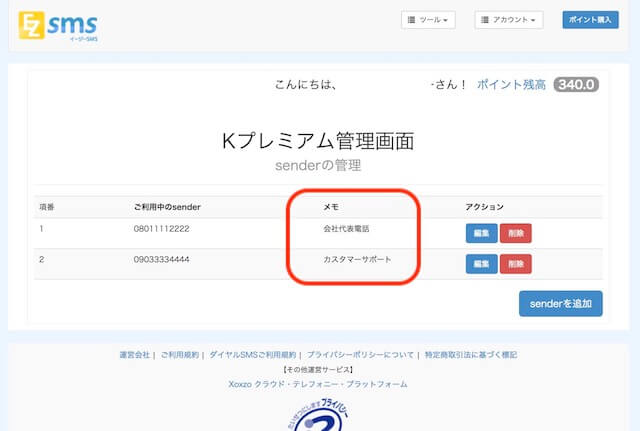 EZsms
イージーSMS
ツール
アカウント
ポイント購入
こんにちは、 -さん！ ポイント残高 340.0
Kプレミアム管理画面
senderの管理
項番 ご利用中のsender メモ アクション
1 08011112222 会社代表電話 編集 削除
2 09033334444 カスタマーサポート 編集 削除
senderを追加
運営会社 | ご利用規約 | ダイヤルSMSご利用規約 | プライバシーポリシーについて | 特定商取引法に基づく標記
【その他運営サービス】
Xoxzo クラウド・テレフォニー・プラットフォーム
たいせつにします プライバシー